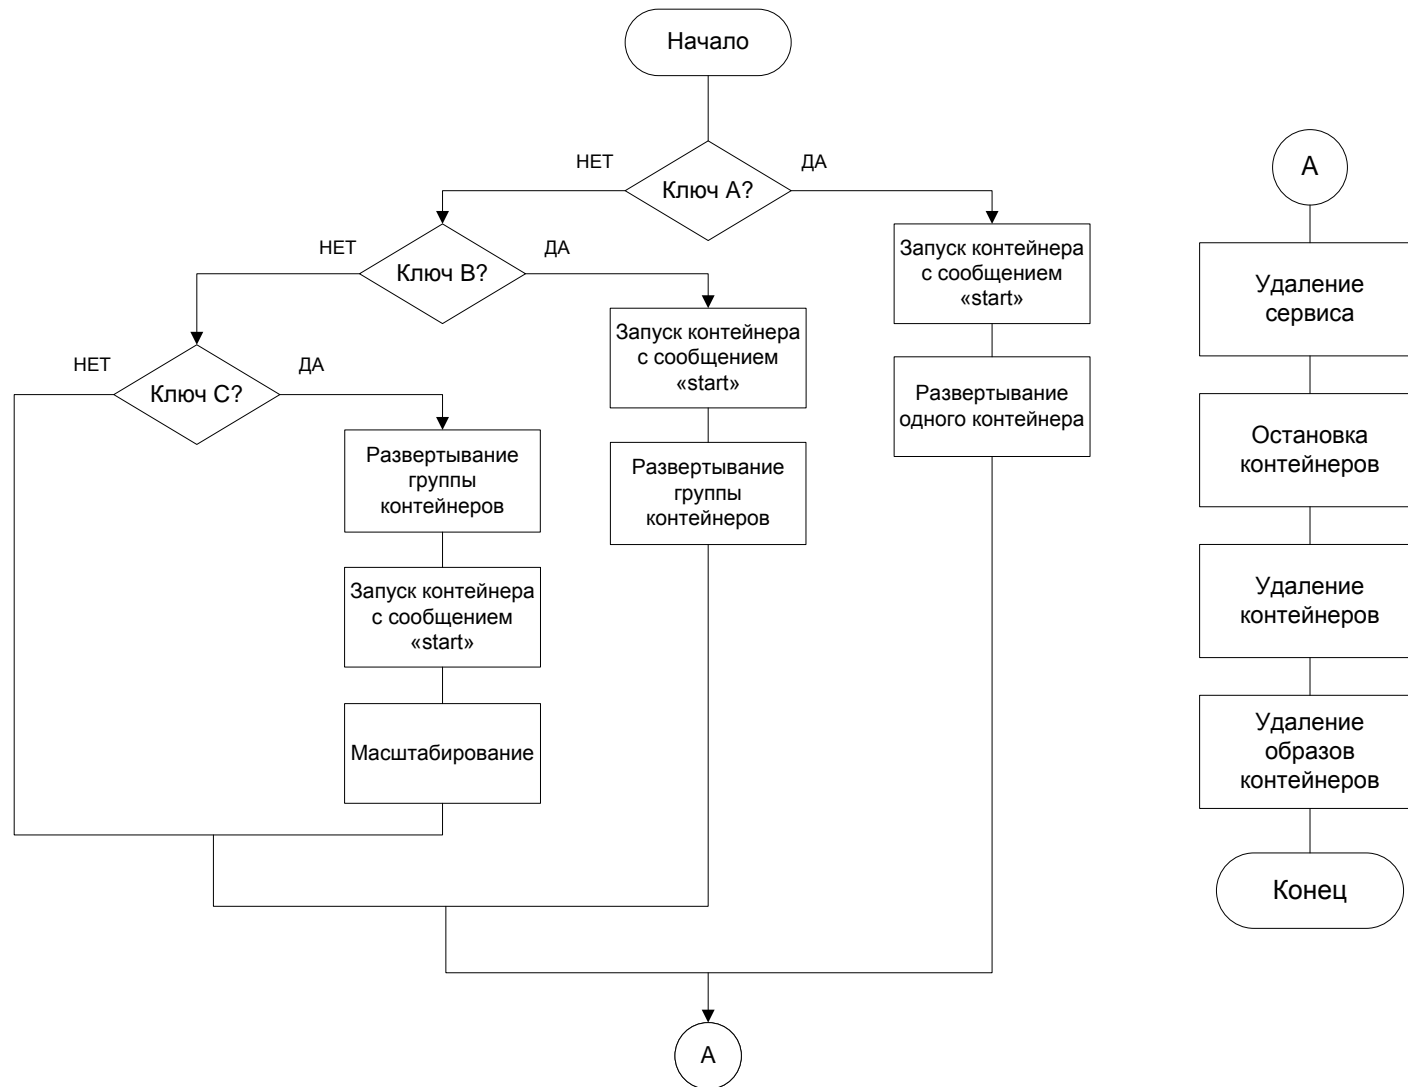 Начало
НЕТ
ДА
Ключ A?
НЕТ
ДА
Ключ B?
НЕТ
ДА
Ключ C?
Развертывание
группы
контейнеров
Запуск контейнера
с сообщением
«start»
Масштабирование
Запуск контейнера
с сообщением
«start»
Развертывание
группы
контейнеров
Запуск контейнера
с сообщением
«start»
Развертывание
одного контейнера
A
A
Удаление
сервиса
Остановка
контейнеров
Удаление
контейнеров
Удаление
образов
контейнеров
Конец